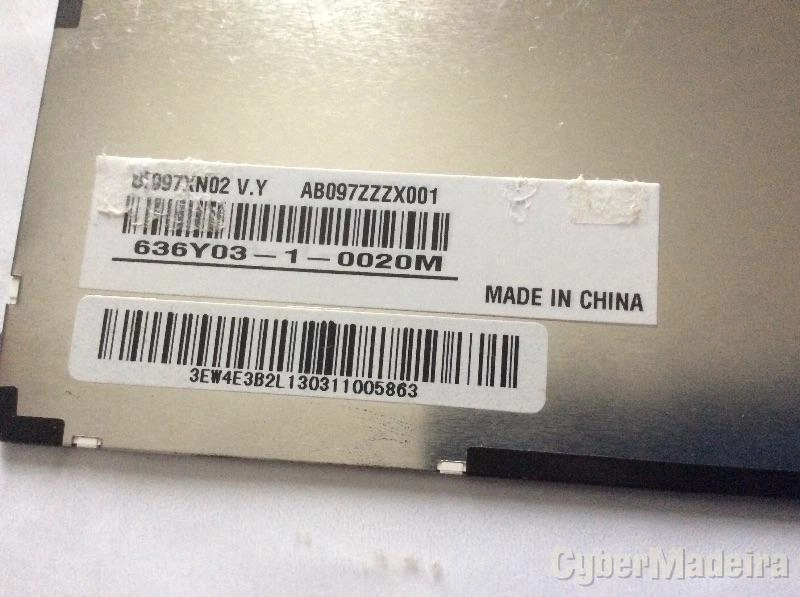 B097XN02 V.Y AB097ZZZX001
636Y03-1-0020M
MADE IN CHINA
3EW4E3B2L130311005863
CyberMadeira